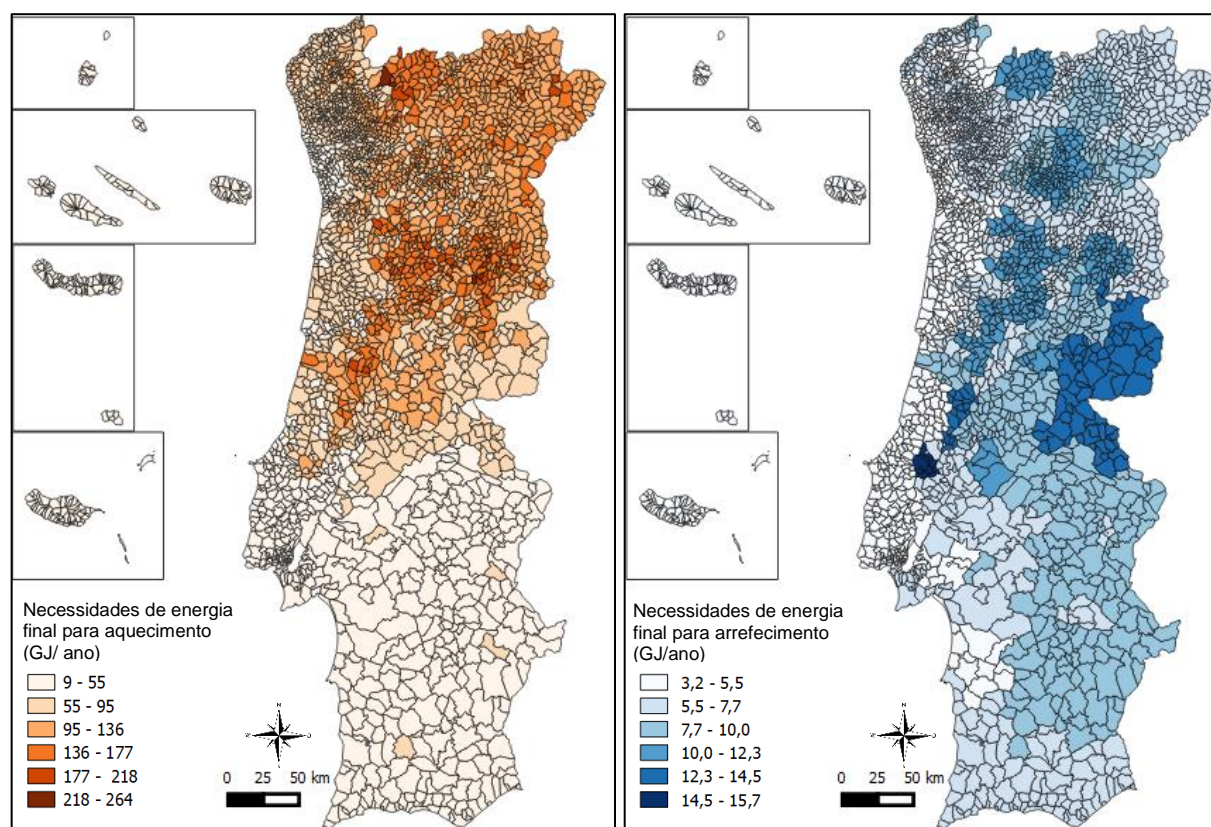 Necessidades de energia
final para aquecimento
(GJ/ ano)
9 - 55
55 - 95
95 - 136
136 - 177
177 - 218
218 - 264
N
0 25 50 km
Necessidades de energia
final para arrefecimento
(GJ/ano)
3,2 - 5,5
5,5 - 7,7
7,7 - 10,0
10,0 - 12,3
12,3 - 14,5
14,5 - 15,7
N
0 25 50 km